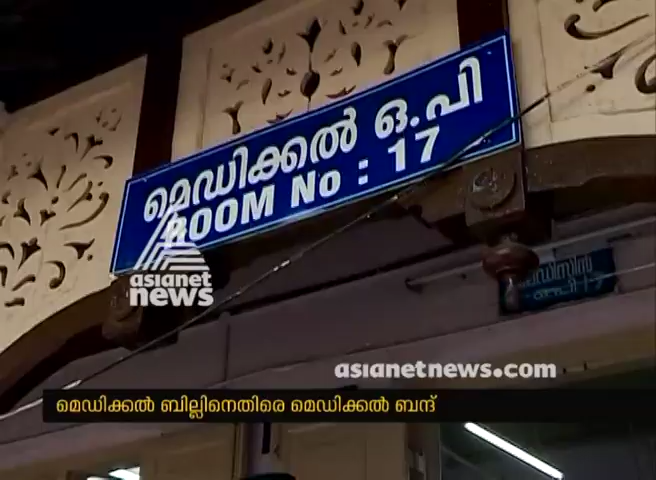 മെഡിക്കൽ ഒ.പി
ROOM No : 17
asianet
news
asianetnews.com
മെഡിക്കൽ ബില്ലിനെതിരെ മെഡിക്കൽ ബന്ദ്